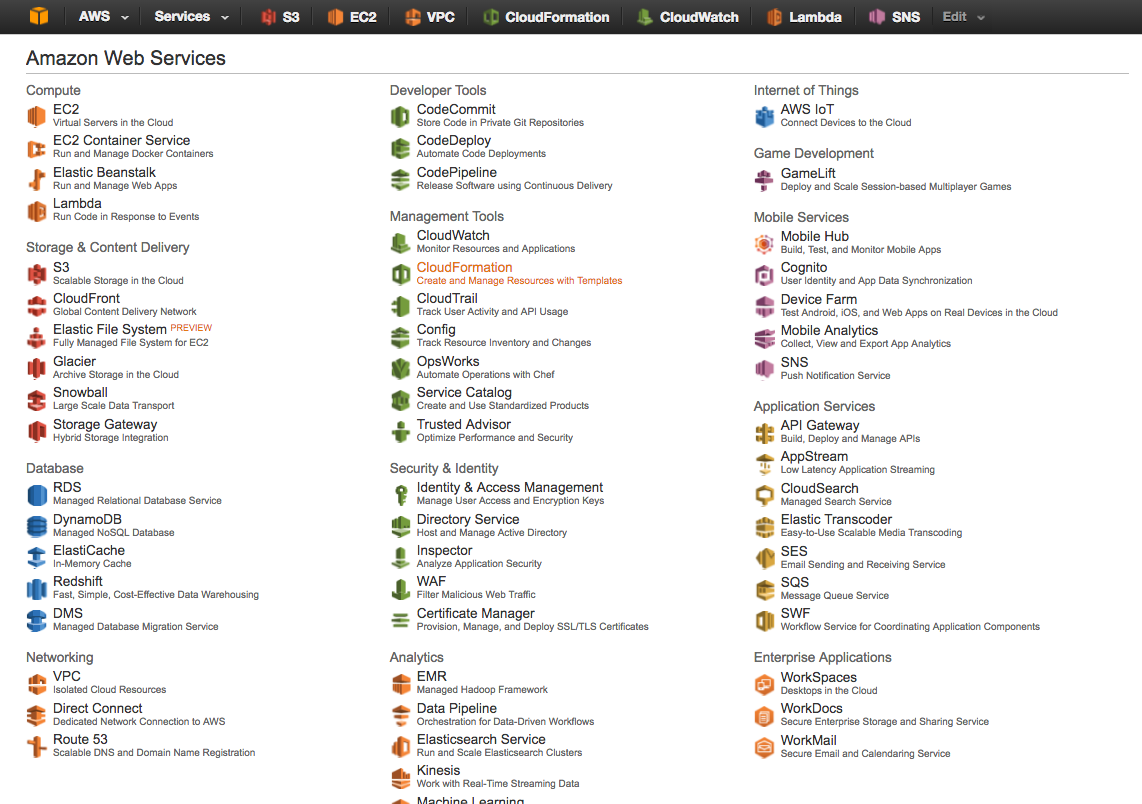 AWS Services S3 EC2 VPC CloudFormation CloudWatch Lambda SNS Edit
Amazon Web Services
Compute
EC2
Virtual Servers in the Cloud
EC2 Container Service
Run and Manage Docker Containers
Elastic Beanstalk
Run and Manage Web Apps
Lambda
Run Code in Response to Events
Storage & Content Delivery
S3
Scalable Storage in the Cloud
CloudFront
Global Content Delivery Network
Elastic File System PREVIEW
Fully Managed File System for EC2
Glacier
Archive Storage in the Cloud
Snowball
Large Scale Data Transport
Storage Gateway
Hybrid Storage Integration
Database
RDS
Managed Relational Database Service
DynamoDB
Managed NoSQL Database
ElastiCache
In-Memory Cache
Redshift
Fast, Simple, Cost-Effective Data Warehousing
DMS
Managed Database Migration Service
Networking
VPC
Isolated Cloud Resources
Direct Connect
Dedicated Network Connection to AWS
Route 53
Scalable DNS and Domain Name Registration
Developer Tools
CodeCommit
Store Code in Private Git Repositories
CodeDeploy
Automate Code Deployments
CodePipeline
Release Software using Continuous Delivery
Management Tools
CloudWatch
Monitor Resources and Applications
CloudFormation
Create and Manage Resources with Templates
CloudTrail
Track User Activity and API Usage
Config
Track Resource Inventory and Changes
OpsWorks
Automate Operations with Chef
Service Catalog
Create and Use Standardized Products
Trusted Advisor
Optimize Performance and Security
Security & Identity
Identity & Access Management
Manage User Access and Encryption Keys
Directory Service
Host and Manage Active Directory
Inspector
Analyze Application Security
WAF
Filter Malicious Web Traffic
Certificate Manager
Provision, Manage, and Deploy SSL/TLS Certificates
Analytics
EMR
Managed Hadoop Framework
Data Pipeline
Orchestration for Data-Driven Workflows
Elasticsearch Service
Run and Scale Elasticsearch Clusters
Kinesis
Work with Real-Time Streaming Data
Machine Learning
Internet of Things
AWS IoT
Connect Devices to the Cloud
Game Development
GameLift
Deploy and Scale Session-based Multiplayer Games
Mobile Services
Mobile Hub
Build, Test, and Monitor Mobile Apps
Cognito
User Identity and App Data Synchronization
Device Farm
Test Android, iOS, and Web Apps on Real Devices in the Cloud
Mobile Analytics
Collect, View and Export App Analytics
SNS
Push Notification Service
Application Services
API Gateway
Build, Deploy and Manage APIs
AppStream
Low Latency Application Streaming
CloudSearch
Managed Search Service
Elastic Transcoder
Easy-to-Use Scalable Media Transcoding
SES
Email Sending and Receiving Service
SQS
Message Queue Service
SWF
Workflow Service for Coordinating Application Components
Enterprise Applications
WorkSpaces
Desktops in the Cloud
WorkDocs
Secure Enterprise Storage and Sharing Service
WorkMail
Secure Email and Calendaring Service